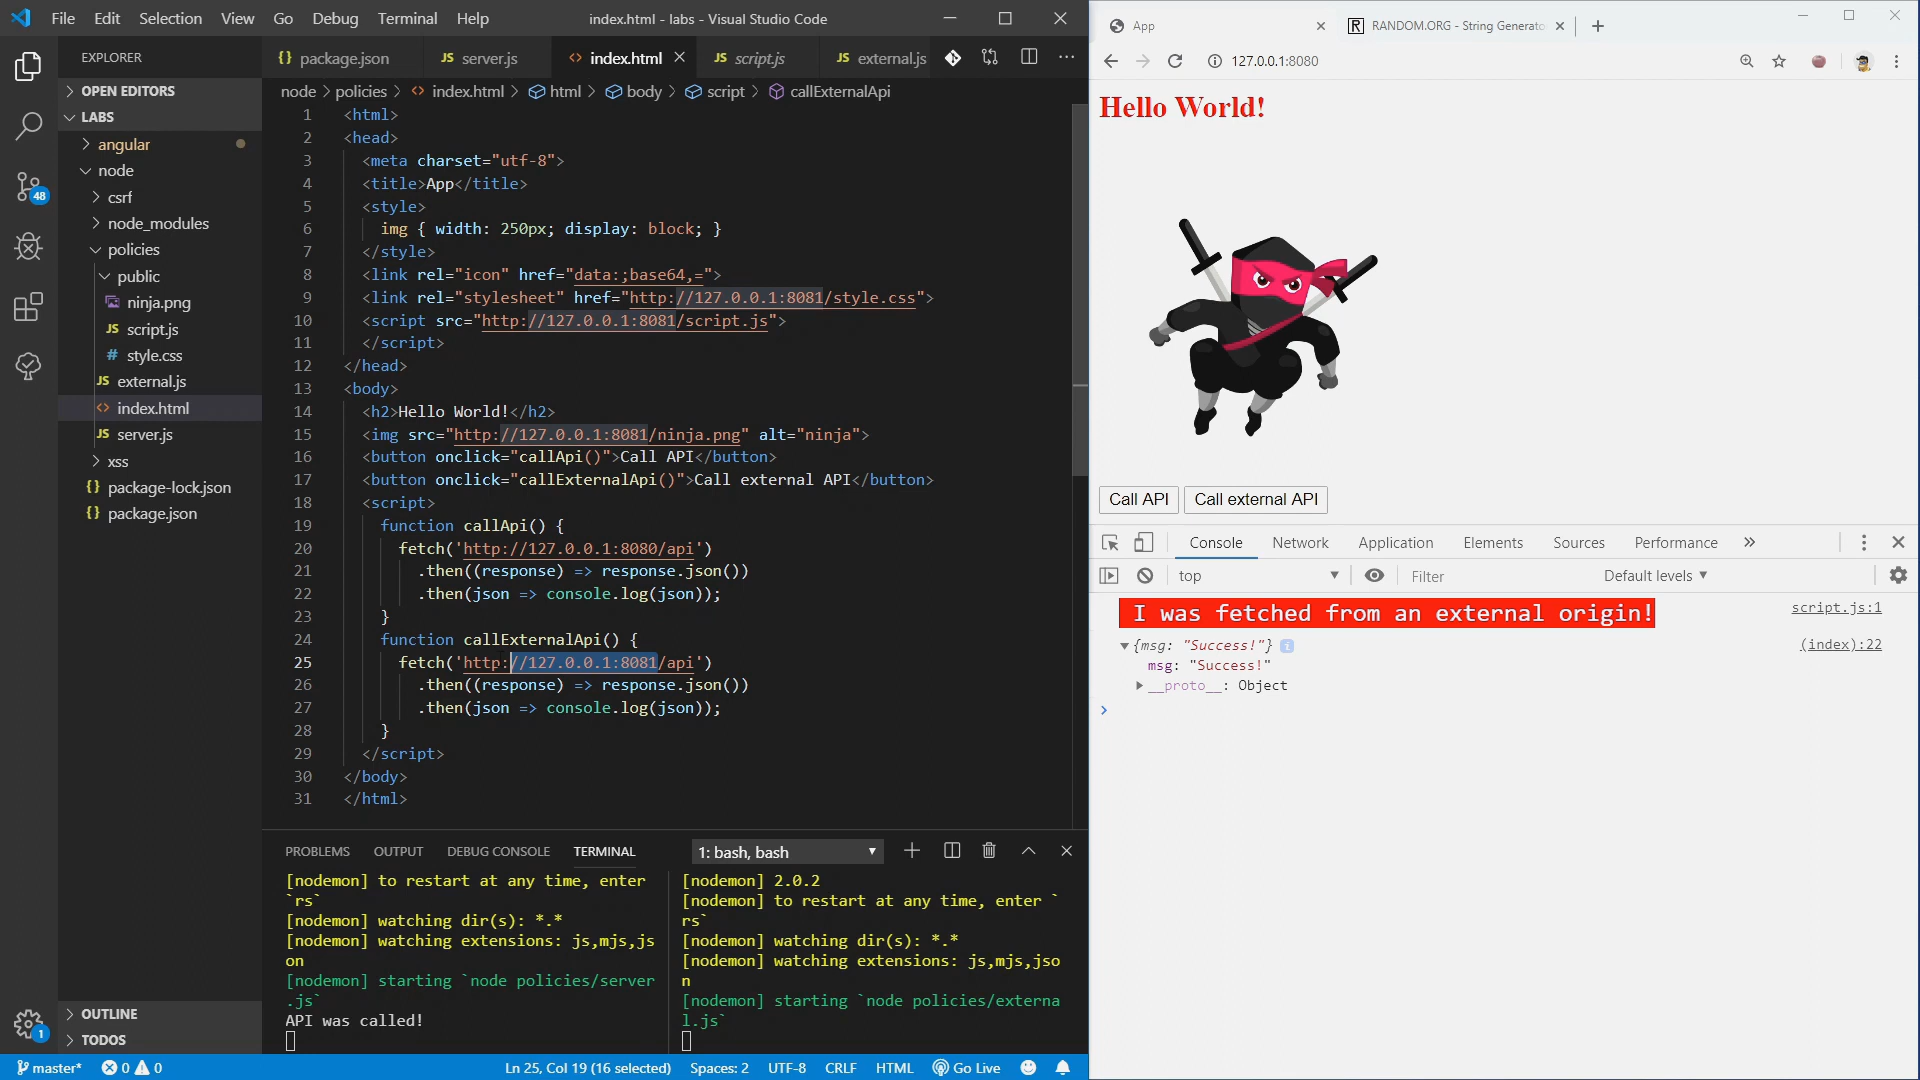 File Edit Selection View Go Debug Terminal Help index.html - labs - Visual Studio Code
EXPLORER
OPEN EDITORS
LABS
angular
node
csrf
node_modules
policies
public
ninja.png
JS script.js
# style.css
JS external.js
<> index.html
JS server.js
xss
{} package-lock.json
{} package.json
OUTLINE
TODOS
48
1
{} package.json JS server.js <> index.html JS script.js JS external.js
node > policies > <> index.html > html > body > script > callExternalApi
1 <html>
2 <head>
3 <meta charset="utf-8">
4 <title>App</title>
5 <style>
6 img { width: 250px; display: block; }
7 </style>
8 <link rel="icon" href="data:;base64,=">
9 <link rel="stylesheet" href="http://127.0.0.1:8081/style.css">
10 <script src="http://127.0.0.1:8081/script.js">
11 </script>
12 </head>
13 <body>
14 <h2>Hello World!</h2>
15 <img src="http://127.0.0.1:8081/ninja.png" alt="ninja">
16 <button onclick="callApi()">Call API</button>
17 <button onclick="callExternalApi()">Call external API</button>
18 <script>
19 function callApi() {
20 fetch('http://127.0.0.1:8080/api')
21 .then((response) => response.json())
22 .then(json => console.log(json));
23 }
24 function callExternalApi() {
25 fetch('http://127.0.0.1:8081/api')
26 .then((response) => response.json())
27 .then(json => console.log(json));
28 }
29 </script>
30 </body>
31 </html>
PROBLEMS OUTPUT DEBUG CONSOLE TERMINAL 1: bash, bash
[nodemon] to restart at any time, enter
`rs`
[nodemon] watching dir(s): *.*
[nodemon] watching extensions: js,mjs,js
on
[nodemon] starting `node policies/server
.js`
API was called!
[nodemon] 2.0.2
[nodemon] to restart at any time, enter `
rs`
[nodemon] watching dir(s): *.*
[nodemon] watching extensions: js,mjs,jso
n
[nodemon] starting `node policies/externa
l.js`
master* 0 0 Ln 25, Col 19 (16 selected) Spaces: 2 UTF-8 CRLF HTML Go Live
App RANDOM.ORG - String Generato
127.0.0.1:8080
Hello World!
Call API Call external API
Console Network Application Elements Sources Performance »
top Filter Default levels
I was fetched from an external origin! script.js:1
{msg: "Success!"} i (index):22
msg: "Success!"
__proto__: Object